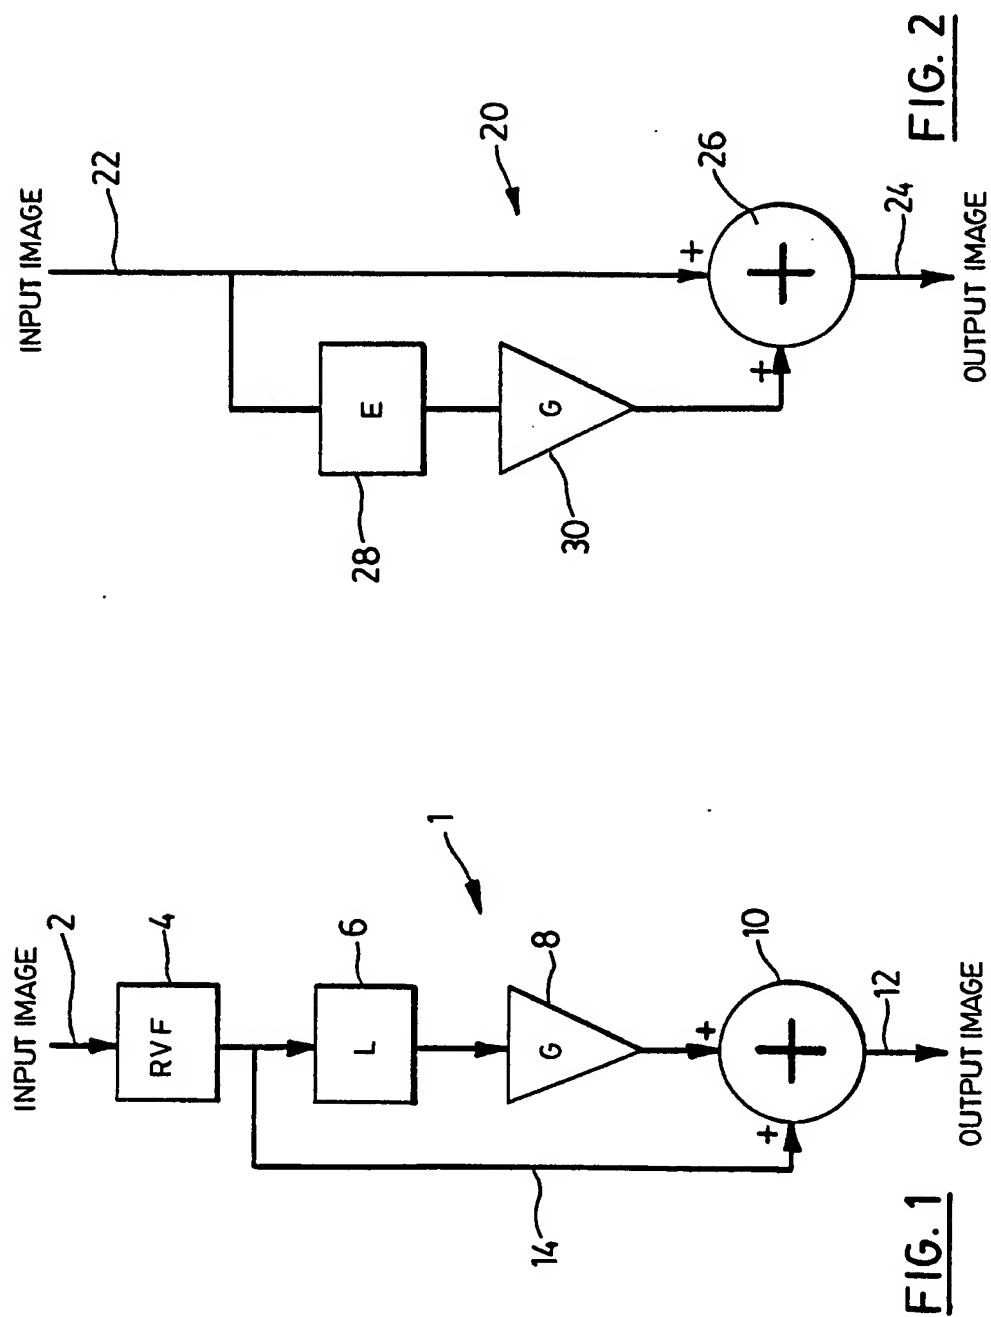 INPUT IMAGE
2
RVF
4
L
6
1
G
8
+
+
10
14
12
OUTPUT IMAGE
FIG. 1
INPUT IMAGE
22
E
28
20
G
30
+
+
26
24
OUTPUT IMAGE
FIG. 2